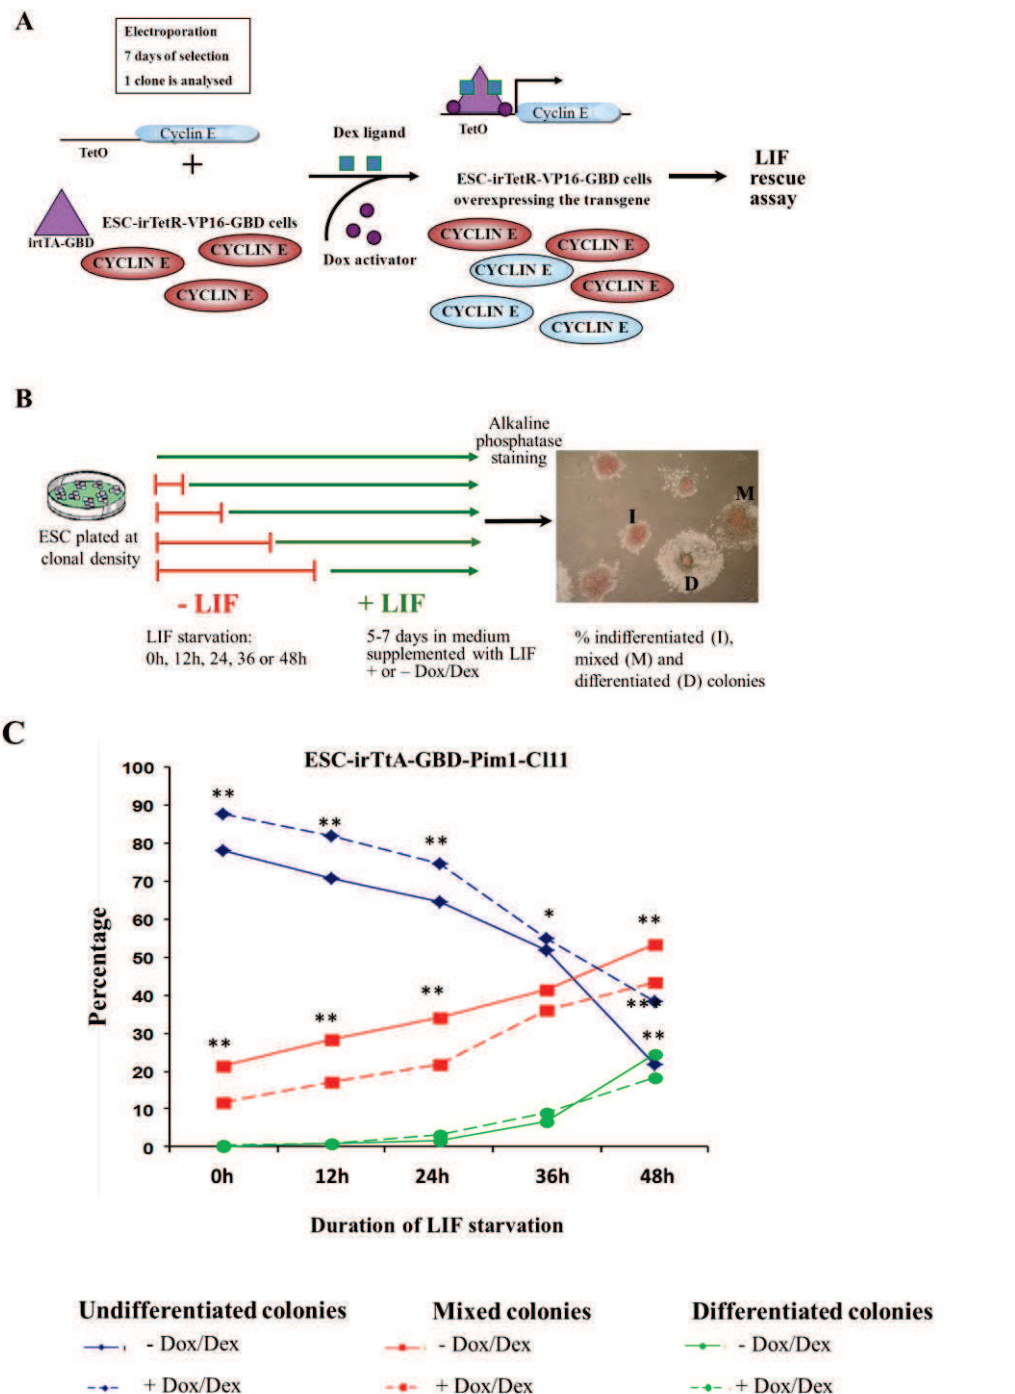 A
Electroporation
7 days of selection
1 clone is analysed
Cyclin E
TetO
+
irtTA-GBD
ESC-irTetR-VP16-GBD cells
CYCLIN E
CYCLIN E
CYCLIN E
Dex ligand
Dox activator
TetO
Cyclin E
ESC-irTetR-VP16-GBD cells
overexpressing the transgene
CYCLIN E
CYCLIN E
CYCLIN E
CYCLIN E
CYCLIN E
CYCLIN E
LIF
rescue
assay
B
ESC plated at
clonal density
- LIF
+ LIF
LIF starvation:
0h, 12h, 24, 36 or 48h
5-7 days in medium
supplemented with LIF
+ or – Dox/Dex
Alkaline
phosphatase
staining
I
M
D
% indifferentiated (I),
mixed (M) and
differentiated (D) colonies
C
ESC-irTtA-GBD-Pim1-Cl11
Percentage
100
90
80
70
60
50
40
30
20
10
0
**
**
**
*
**
**
**
**
***
**
0h
12h
24h
36h
48h
Duration of LIF starvation
Undifferentiated colonies
- Dox/Dex
+ Dox/Dex
Mixed colonies
- Dox/Dex
+ Dox/Dex
Differentiated colonies
- Dox/Dex
+ Dox/Dex